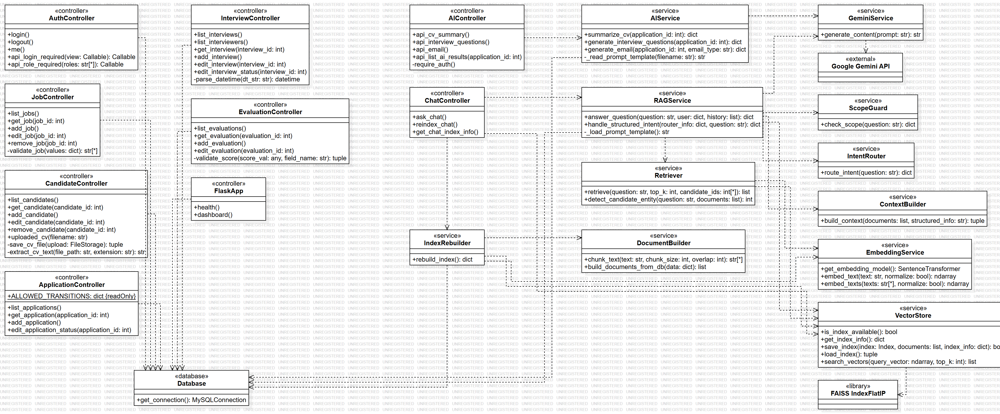 «controller»
AuthController
+login()
+logout()
+me()
+api_login_required(view: Callable): Callable
+api_role_required(roles: str[*]): Callable
«controller»
JobController
+list_jobs()
+get_job(job_id: int)
+add_job()
+edit_job(job_id: int)
+remove_job(job_id: int)
-validate_job(values: dict): str[*]
«controller»
CandidateController
+list_candidates()
+get_candidate(candidate_id: int)
+add_candidate()
+edit_candidate(candidate_id: int)
+remove_candidate(candidate_id: int)
+uploaded_cv(filename: str)
-save_cv_file(upload: FileStorage): tuple
-extract_cv_text(file_path: str, extension: str): str
«controller»
ApplicationController
+ALLOWED_TRANSITIONS: dict {readOnly}
+list_applications()
+get_application(application_id: int)
+add_application()
+edit_application_status(application_id: int)
«controller»
InterviewController
+list_interviews()
+list_interviewers()
+get_interview(interview_id: int)
+add_interview()
+edit_interview(interview_id: int)
+edit_interview_status(interview_id: int)
-parse_datetime(dt_str: str): datetime
«controller»
EvaluationController
+list_evaluations()
+get_evaluation(evaluation_id: int)
+add_evaluation()
+edit_evaluation(evaluation_id: int)
-validate_score(score_val: any, field_name: str): tuple
«controller»
FlaskApp
+health()
+dashboard()
«database»
Database
+get_connection(): MySQLConnection
«controller»
AIController
+api_cv_summary()
+api_interview_questions()
+api_email()
+api_list_ai_results(application_id: int)
-require_auth()
«controller»
ChatController
+ask_chat()
+reindex_chat()
+get_chat_index_info()
«service»
IndexRebuilder
+rebuild_index(): dict
«service»
AIService
+summarize_cv(application_id: int): dict
+generate_interview_questions(application_id: int): dict
+generate_email(application_id: int, email_type: str): dict
-_read_prompt_template(filename: str): str
«service»
RAGService
+answer_question(question: str, user: dict, history: list): dict
+handle_structured_intent(router_info: dict, question: str): dict
-_load_prompt_template(): str
«service»
Retriever
+retrieve(question: str, top_k: int, candidate_ids: int[*]): list
+detect_candidate_entity(question: str, documents: list): int
«service»
DocumentBuilder
+chunk_text(text: str, chunk_size: int, overlap: int): str[*]
+build_documents_from_db(data: dict): list
«service»
GeminiService
+generate_content(prompt: str): str
«external»
Google Gemini API
«service»
ScopeGuard
+check_scope(question: str): dict
«service»
IntentRouter
+route_intent(question: str): dict
«service»
ContextBuilder
+build_context(documents: list, structured_info: str): tuple
«service»
EmbeddingService
+get_embedding_model(): SentenceTransformer
+embed_text(text: str, normalize: bool): ndarray
+embed_texts(texts: str[*], normalize: bool): ndarray
«service»
VectorStore
+is_index_available(): bool
+get_index_info(): dict
+save_index(index: Index, documents: list, index_info: dict): bo
+load_index(): tuple
+search_vectors(query_vector: ndarray, top_k: int): list
«library»
FAISS IndexFlatIP
UNREGISTERED